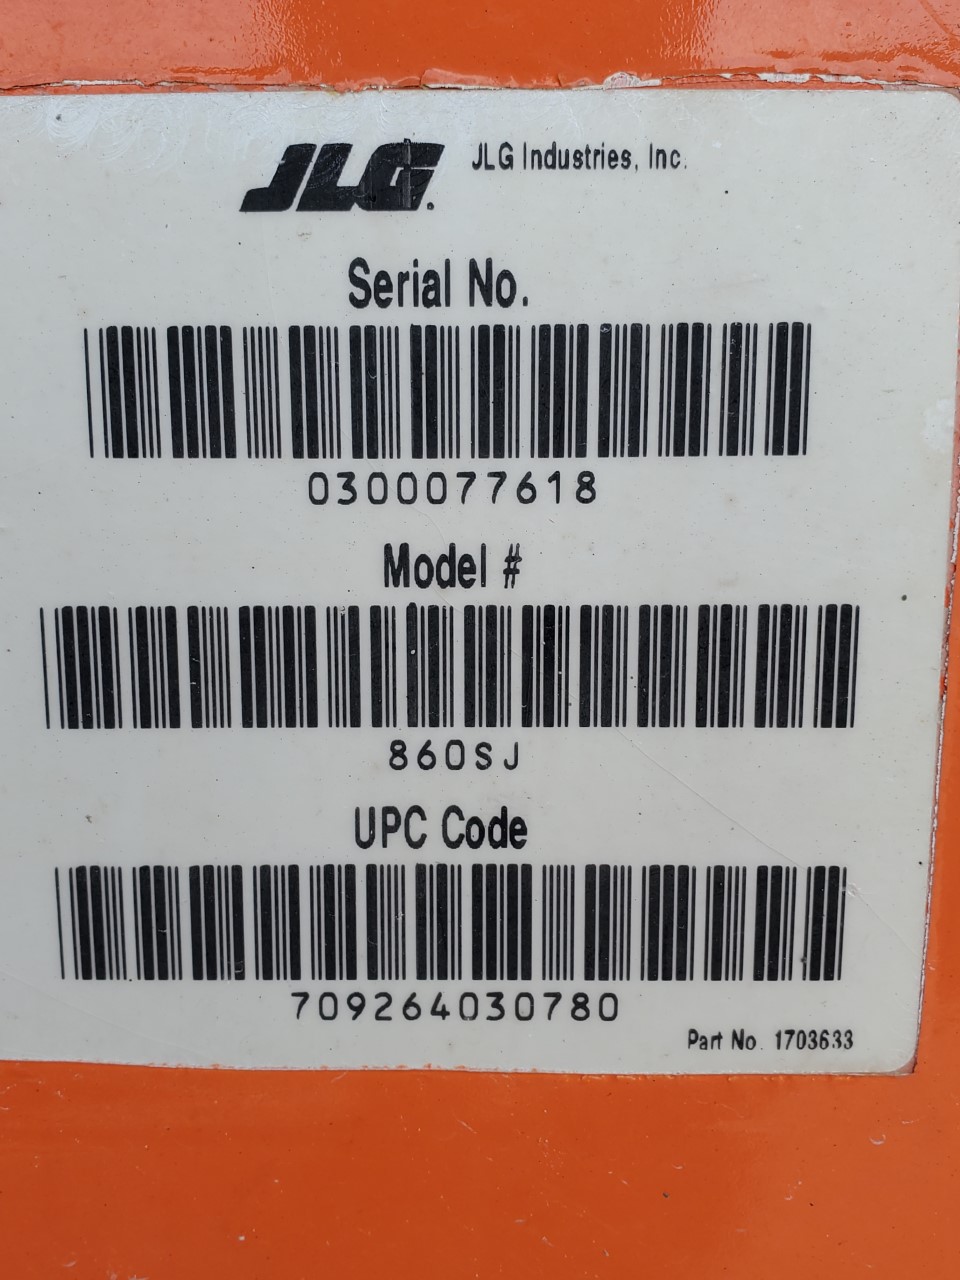 JLG JLG Industries, Inc.
Serial No.
0300077618
Model #
860SJ
UPC Code
709264030780
Part No. 1703633